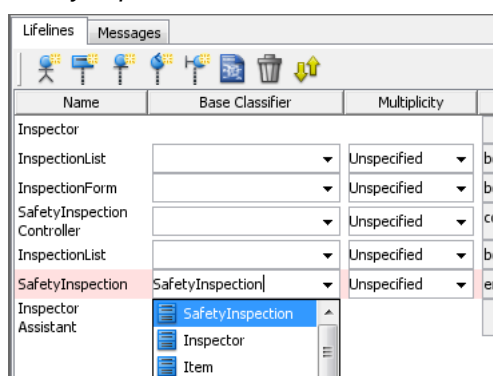 Lifelines Messages
Name Base Classifier Multiplicity
Inspector
InspectionList Unspecified
InspectionForm Unspecified
SafetyInspection
Controller Unspecified
InspectionList Unspecified
SafetyInspection SafetyInspection Unspecified
Inspector
Assistant
SafetyInspection
Inspector
Item